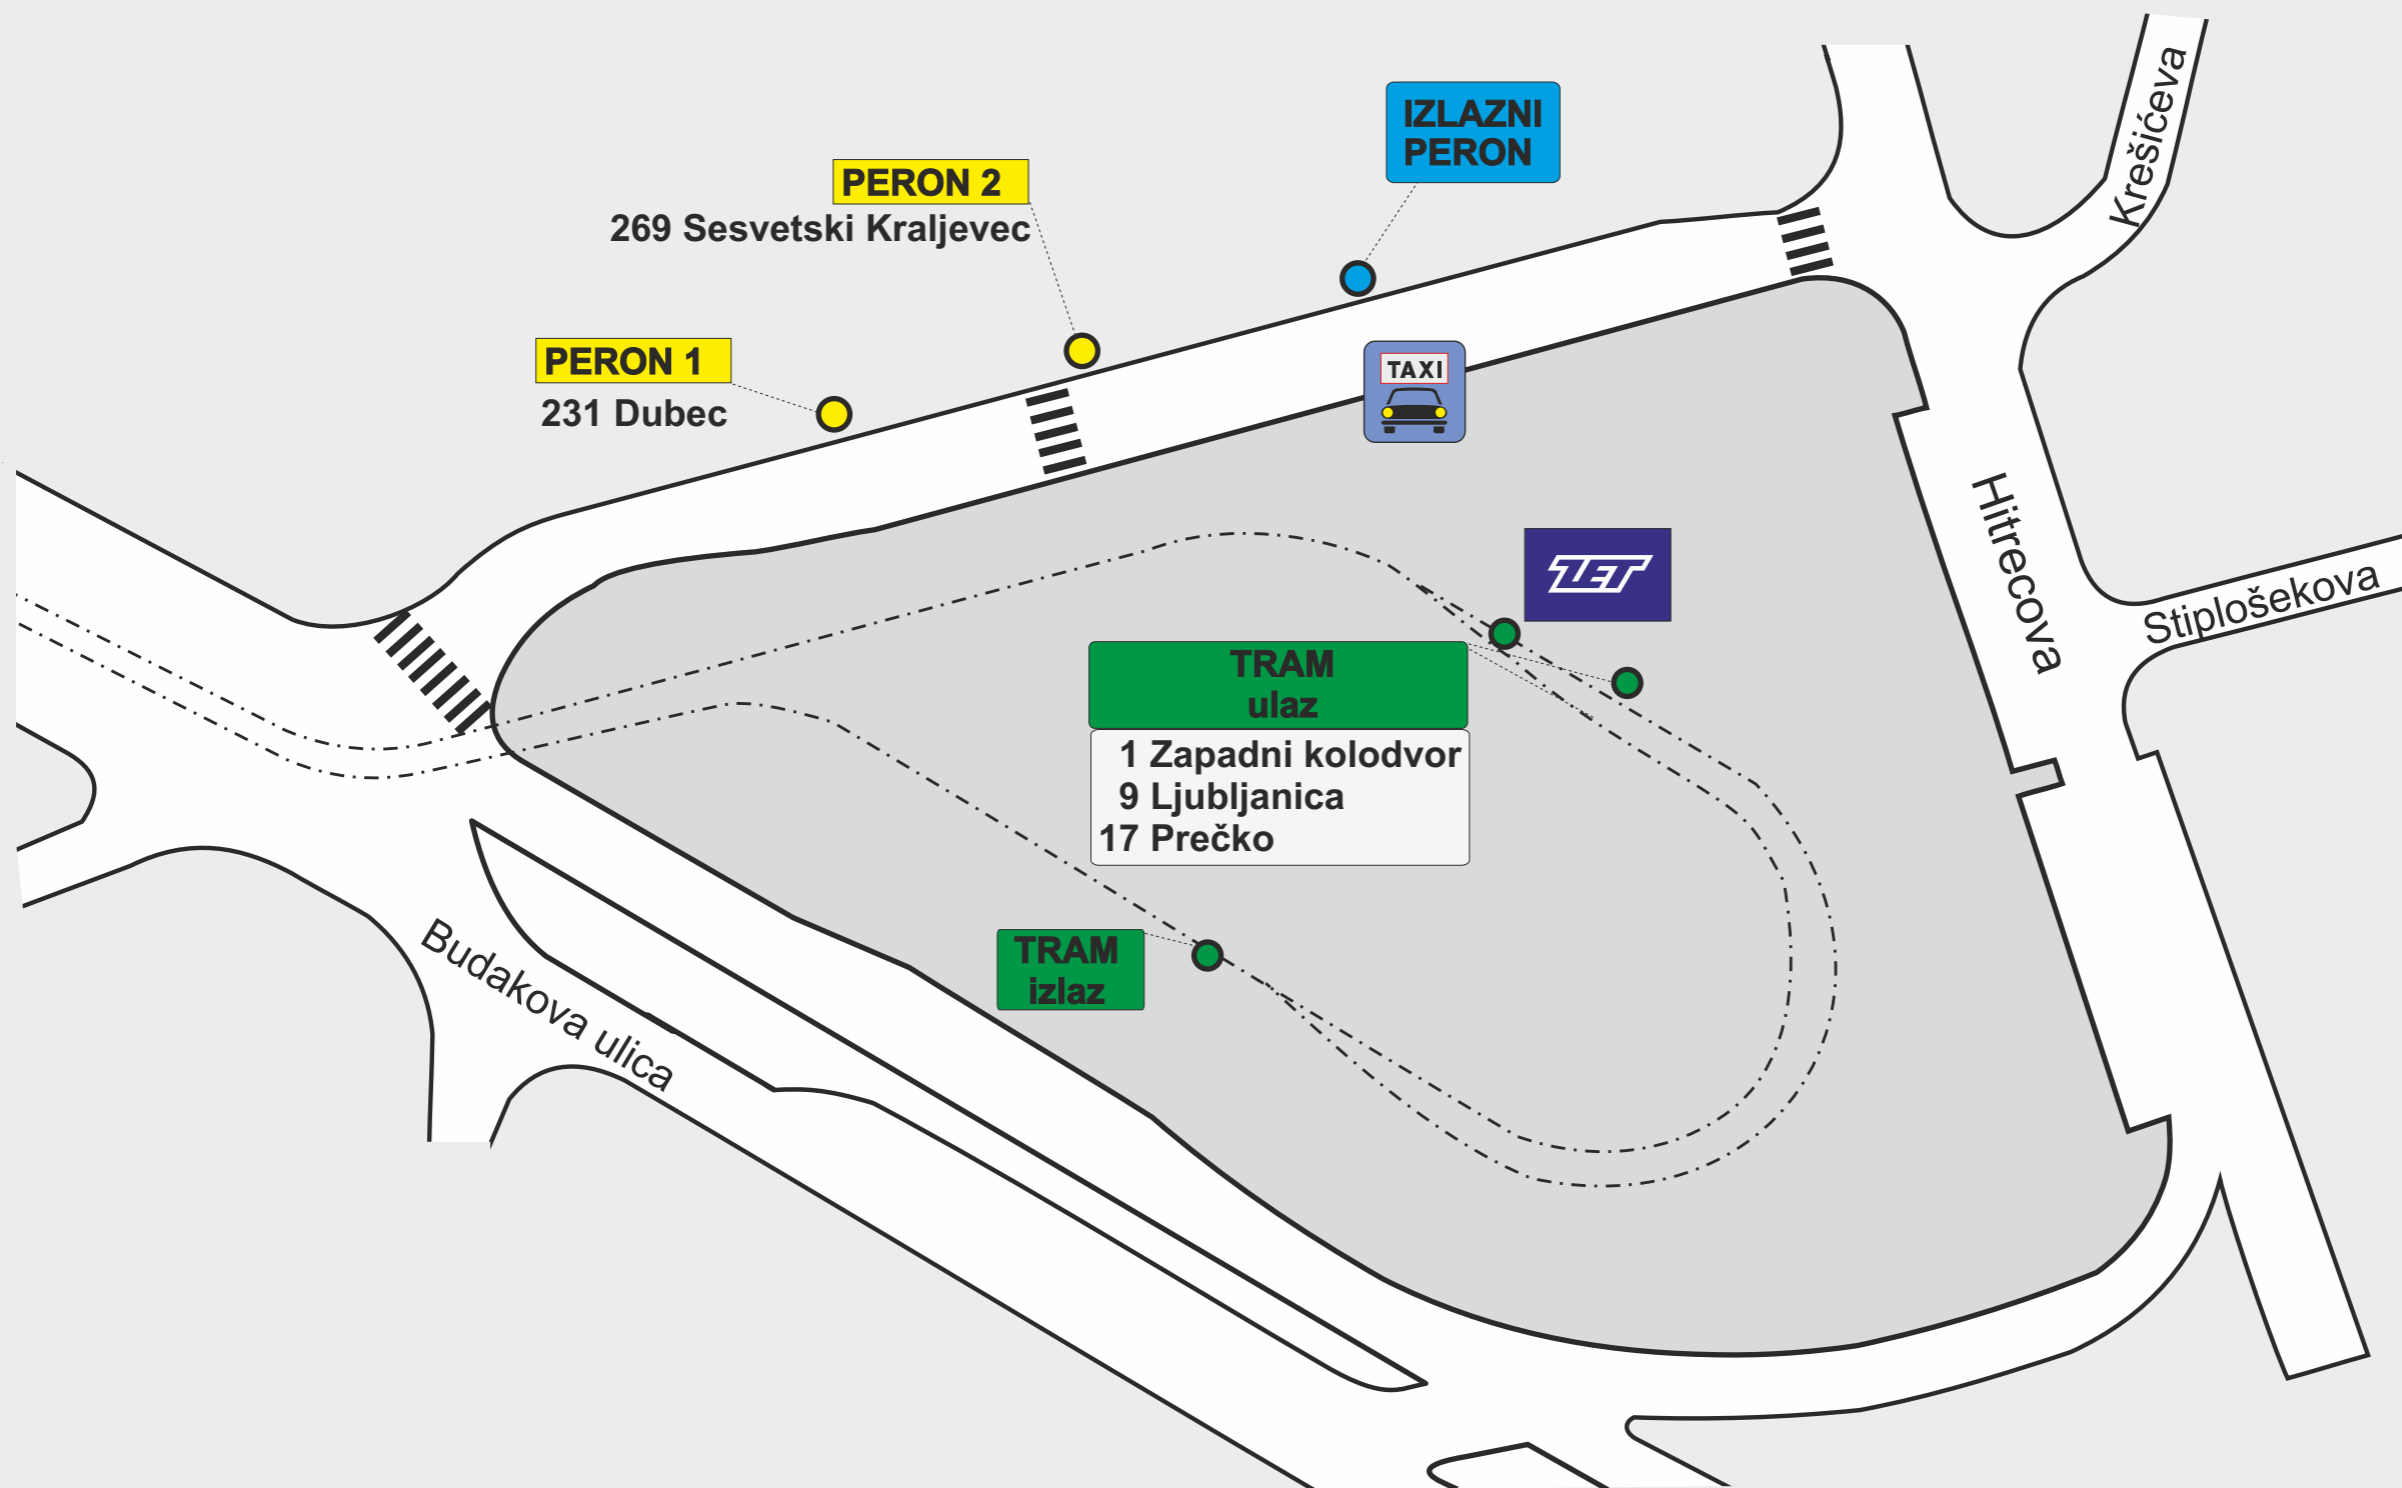 IZLAZNI
PERON
Krešićeva
PERON 2
269 Sesvetski Kraljevec
PERON 1
231 Dubec
TAXI
Hitrecova
ZET
Stiplošekova
TRAM
ulaz
1 Zapadni kolodvor
9 Ljubljanica
17 Prečko
TRAM
izlaz
Budakova ulica